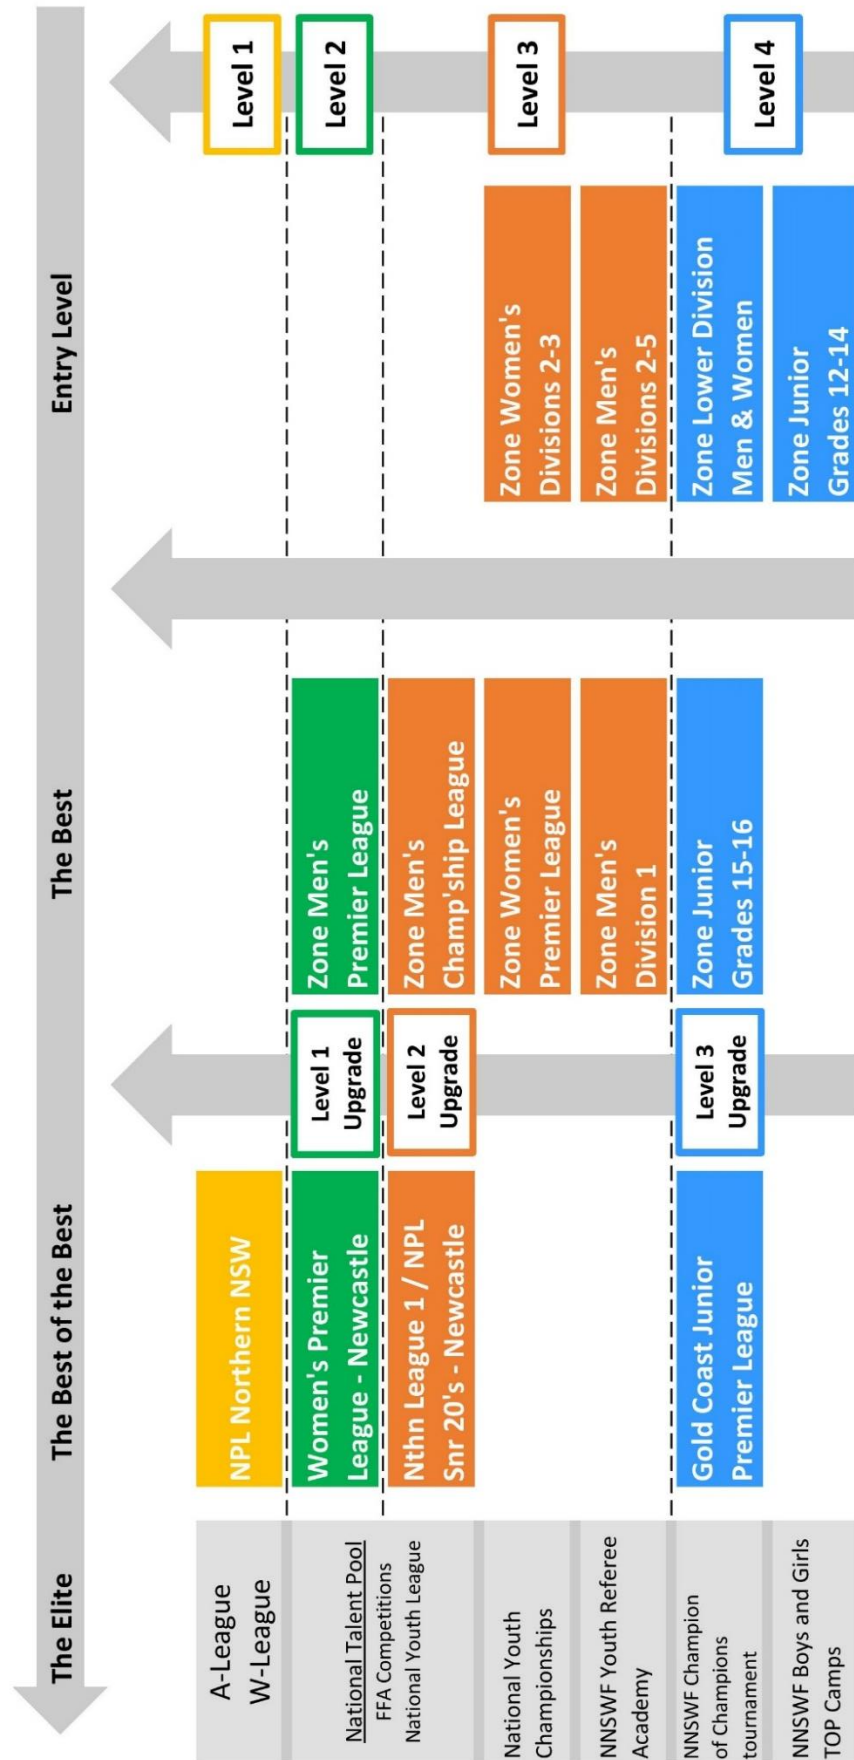 The Elite
The Best of the Best
The Best
Entry Level
A-League
W-League
NPL Northern NSW
Level 1
National Talent Pool
FFA Competitions
National Youth League
Women's Premier
League - Newcastle
Level 1
Upgrade
Zone Men's
Premier League
Level 2
Nthn League 1 / NPL
Snr 20's - Newcastle
Level 2
Upgrade
Zone Men's
Champ'ship League
National Youth
Championships
Zone Women's
Premier League
Zone Women's
Divisions 2-3
Level 3
NNSWF Youth Referee
Academy
Zone Men's
Division 1
Zone Men's
Divisions 2-5
NNSWF Champion
of Champions
tournament
Gold Coast Junior
Premier League
Level 3
Upgrade
Zone Junior
Grades 15-16
Zone Lower Division
Men & Women
Level 4
NNSWF Boys and Girls
TOP Camps
Zone Junior
Grades 12-14